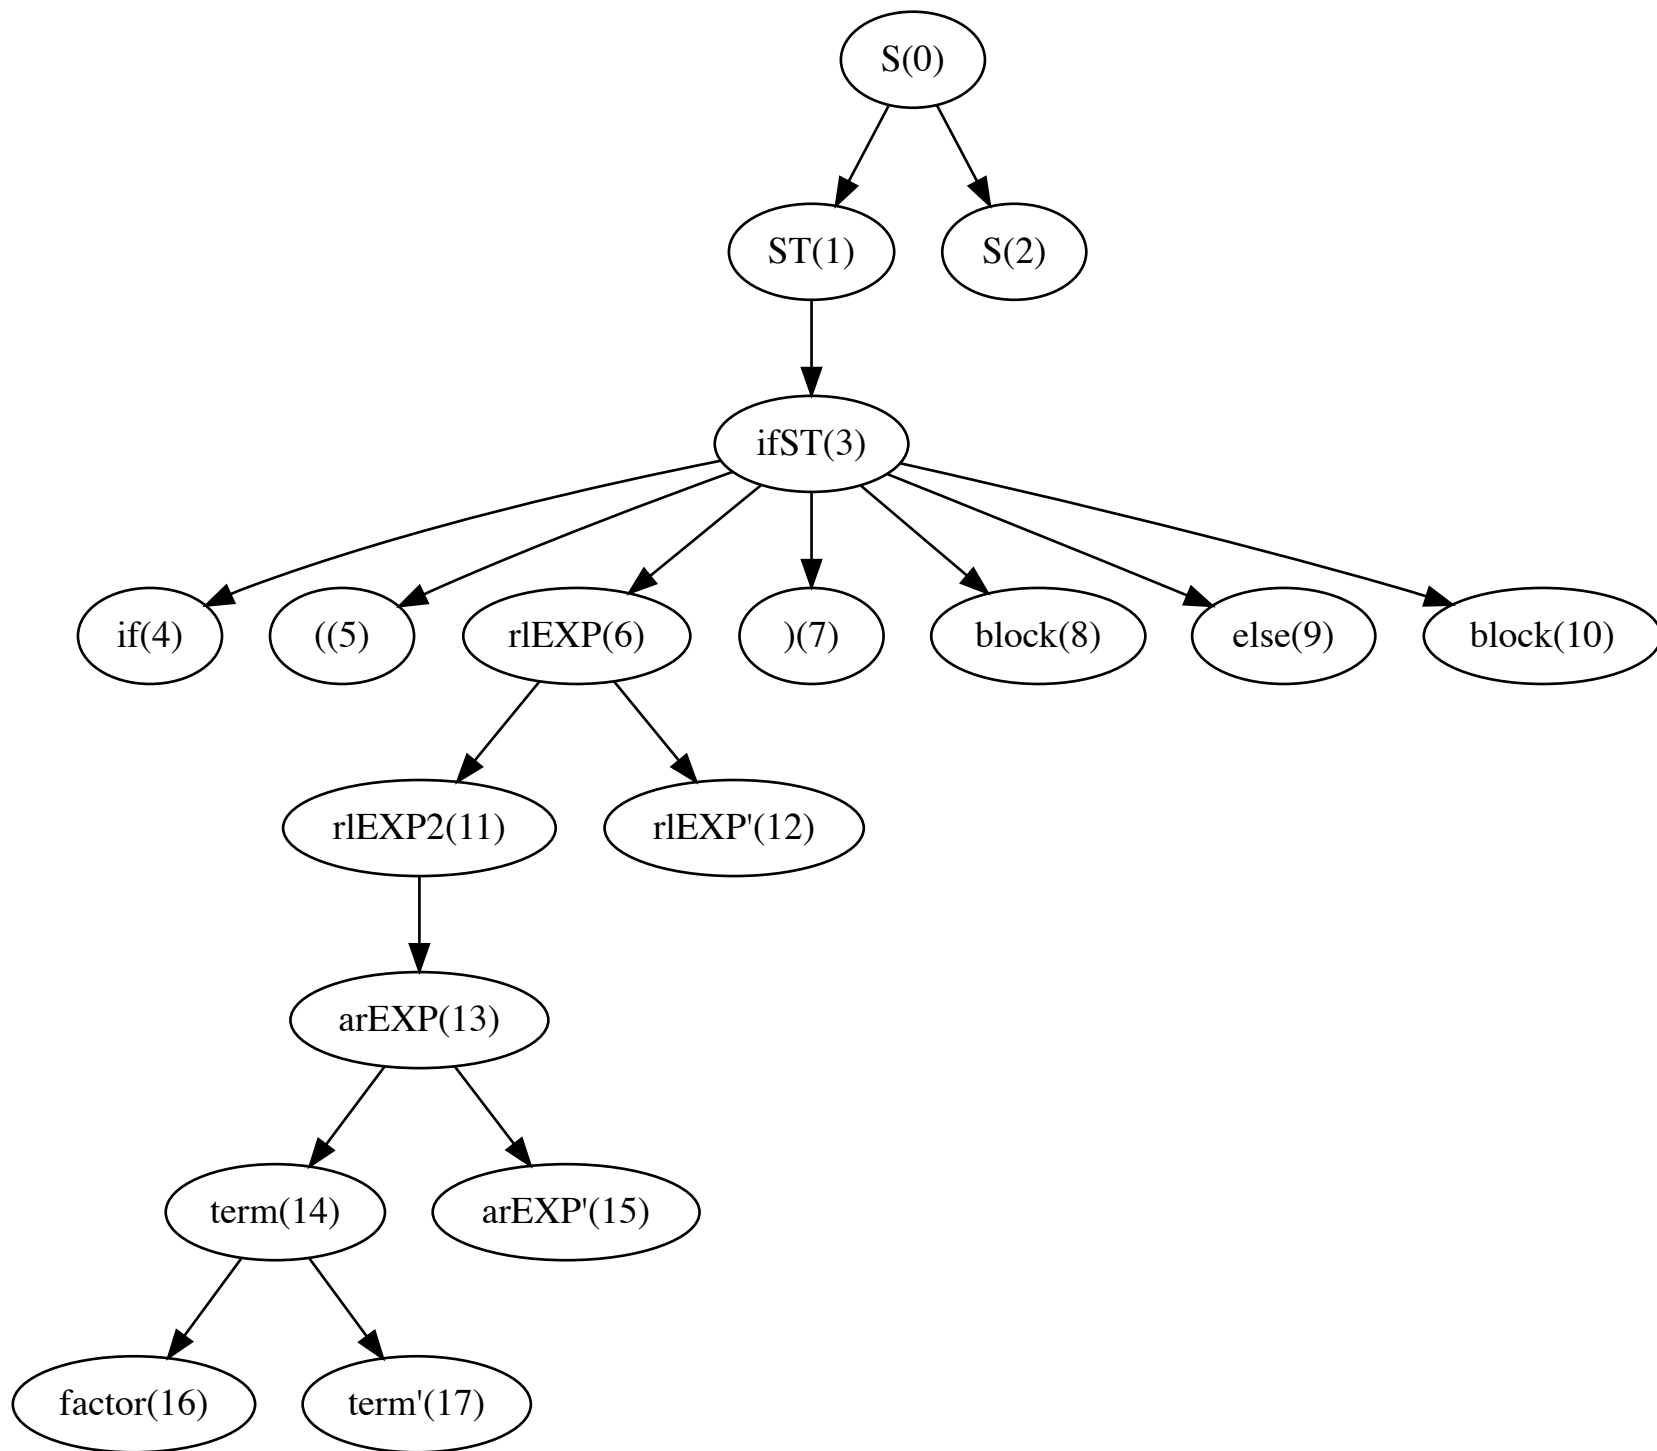 S(0)
ST(1)
S(2)
ifST(3)
if(4)
((5)
rlEXP(6)
)(7)
block(8)
else(9)
block(10)
rlEXP2(11)
rlEXP'(12)
arEXP(13)
term(14)
arEXP'(15)
factor(16)
term'(17)